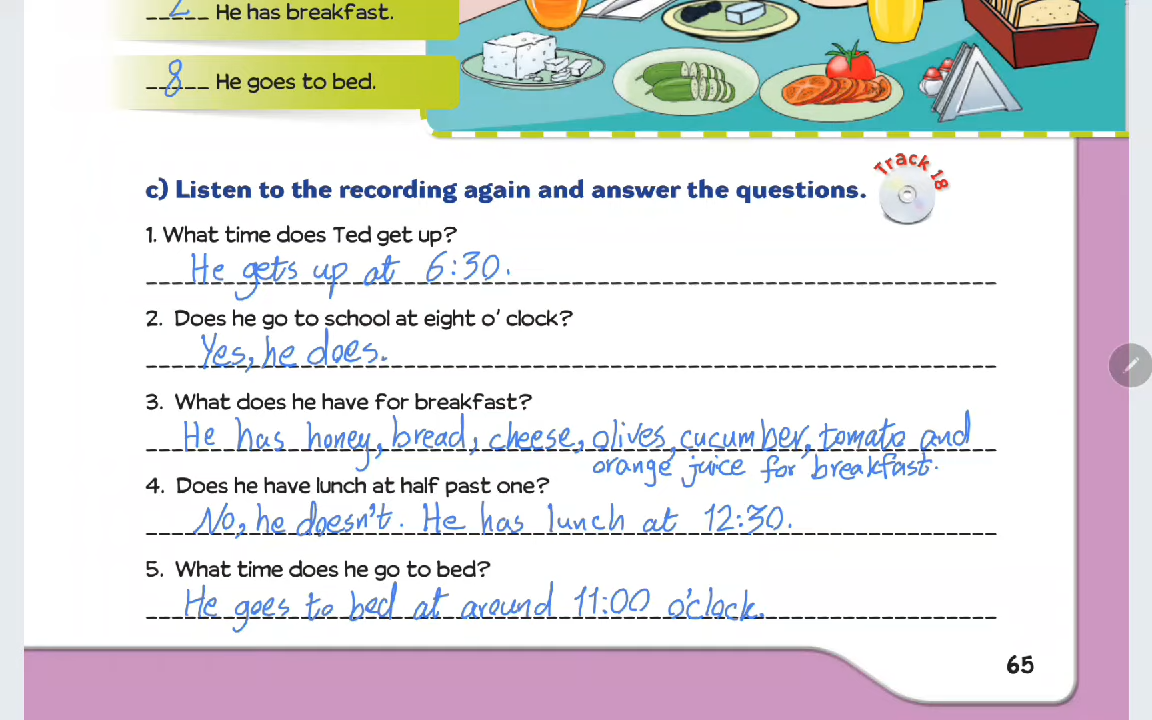 __2__ He has breakfast.
__8__ He goes to bed.
c) Listen to the recording again and answer the questions.
Track 18
1. What time does Ted get up?
He gets up at 6:30.
2. Does he go to school at eight o' clock?
Yes, he does.
3. What does he have for breakfast?
He has honey, bread, cheese, olives, cucumber, tomato and
orange juice for breakfast.
4. Does he have lunch at half past one?
No, he doesn't. He has lunch at 12:30.
5. What time does he go to bed?
He goes to bed at around 11:00 o'clock.
65